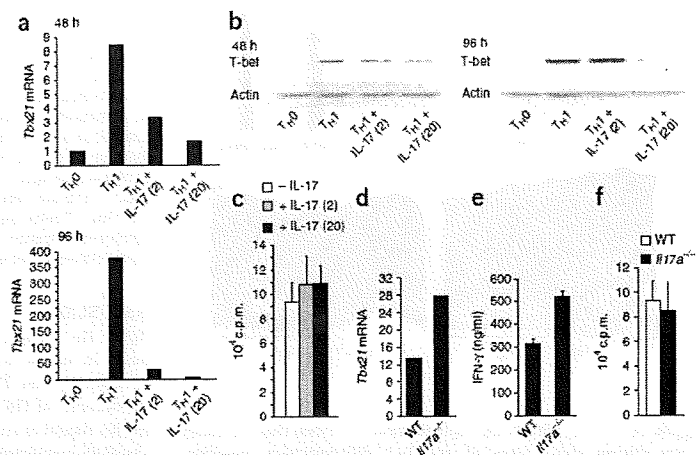 a
48 h
9
8
7
6
5
4
3
2
1
0
Tbx21 mRNA
TH0
TH1
TH1 + IL-17 (2)
TH1 + IL-17 (20)
96 h
400
350
300
250
200
150
100
50
0
Tbx21 mRNA
TH0
TH1
TH1 + IL-17 (2)
TH1 + IL-17 (20)
b
48 h
T-bet
Actin
TH0
TH1
TH1 + IL-17 (2)
TH1 + IL-17 (20)
96 h
T-bet
Actin
TH0
TH1
TH1 + IL-17 (2)
TH1 + IL-17 (20)
c
– IL-17
+ IL-17 (2)
+ IL-17 (20)
14
12
10
8
6
4
2
0
10⁴ c.p.m.
d
28
24
20
16
12
8
4
0
Tbx21 mRNA
WT
Il17a–/–
e
600
500
400
300
200
100
0
IFN-γ (ng/ml)
WT
Il17a–/–
f
WT
Il17a–/–
12
10
8
6
4
2
0
10⁴ c.p.m.